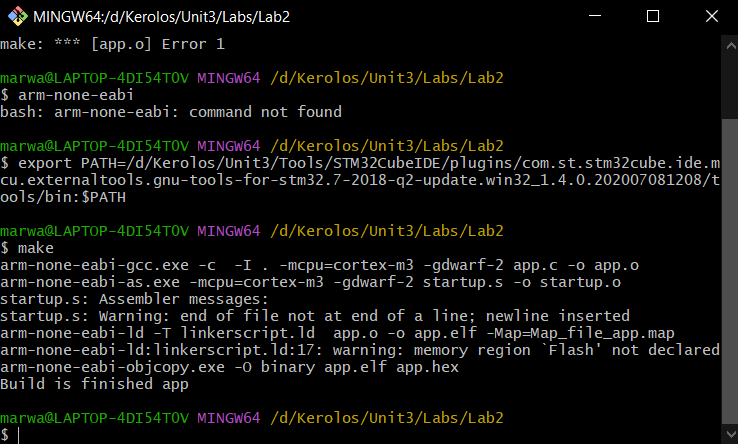 MINGW64:/d/Kerolos/Unit3/Labs/Lab2
make: *** [app.o] Error 1
marwa@LAPTOP-4DI54TOV MINGW64 /d/Kerolos/Unit3/Labs/Lab2
$ arm-none-eabi
bash: arm-none-eabi: command not found
marwa@LAPTOP-4DI54TOV MINGW64 /d/Kerolos/Unit3/Labs/Lab2
$ export PATH=/d/Kerolos/Unit3/Tools/STM32CubeIDE/plugins/com.st.stm32cube.ide.m
cu.externaltools.gnu-tools-for-stm32.7-2018-q2-update.win32_1.4.0.202007081208/t
ools/bin:$PATH
marwa@LAPTOP-4DI54TOV MINGW64 /d/Kerolos/Unit3/Labs/Lab2
$ make
arm-none-eabi-gcc.exe -c  -I . -mcpu=cortex-m3 -gdwarf-2 app.c -o app.o
arm-none-eabi-as.exe -mcpu=cortex-m3 -gdwarf-2 startup.s -o startup.o
startup.s: Assembler messages:
startup.s: Warning: end of file not at end of a line; newline inserted
arm-none-eabi-ld -T linkerscript.ld  app.o -o app.elf -Map=Map_file_app.map
arm-none-eabi-ld:linkerscript.ld:17: warning: memory region `Flash' not declared
arm-none-eabi-objcopy.exe -O binary app.elf app.hex
Build is finished app
marwa@LAPTOP-4DI54TOV MINGW64 /d/Kerolos/Unit3/Labs/Lab2
$